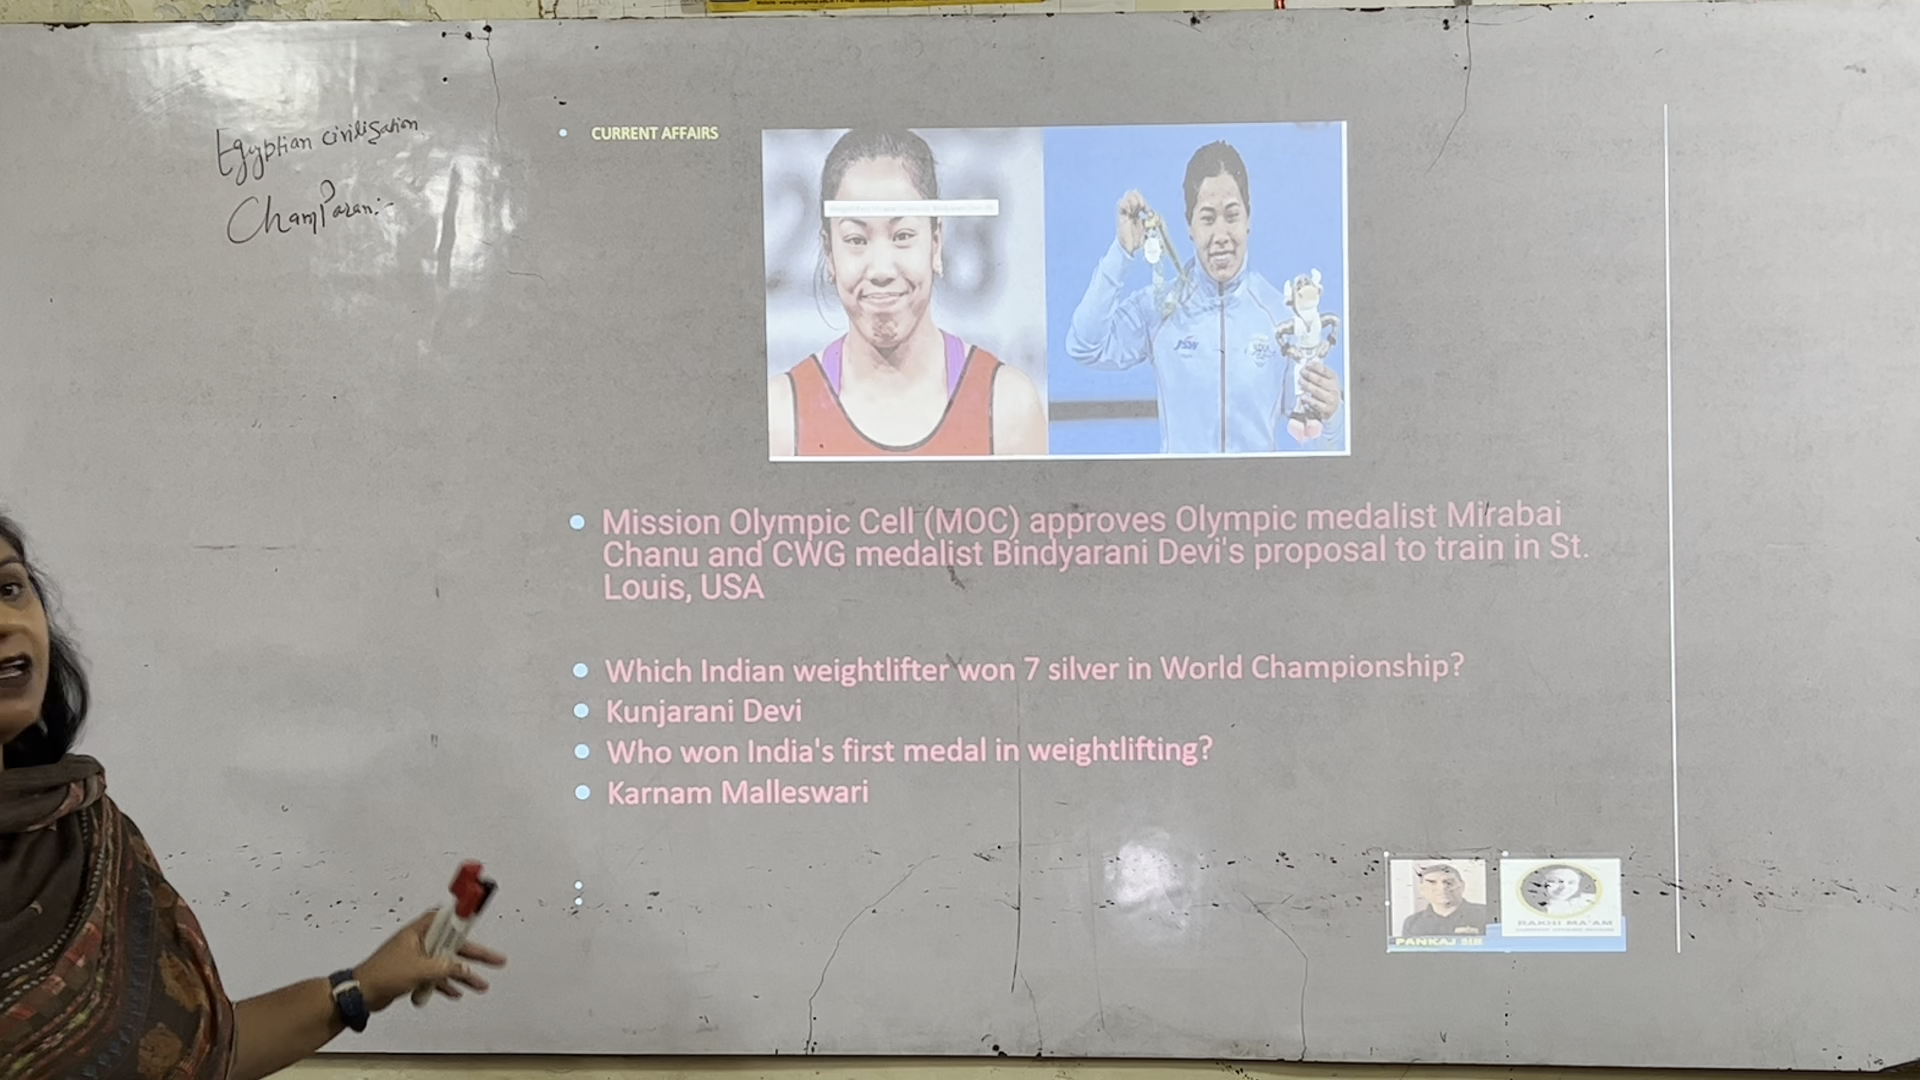 Egyptian civilisation
ChamParan:-
CURRENT AFFAIRS
JSW
Mission Olympic Cell (MOC) approves Olympic medalist Mirabai
Chanu and CWG medalist Bindyarani Devi's proposal to train in St.
Louis, USA
Which Indian weightlifter won 7 silver in World Championship?
Kunjarani Devi
Who won India's first medal in weightlifting?
Karnam Malleswari
PANKAJ SIR
RAKHI MA'AM